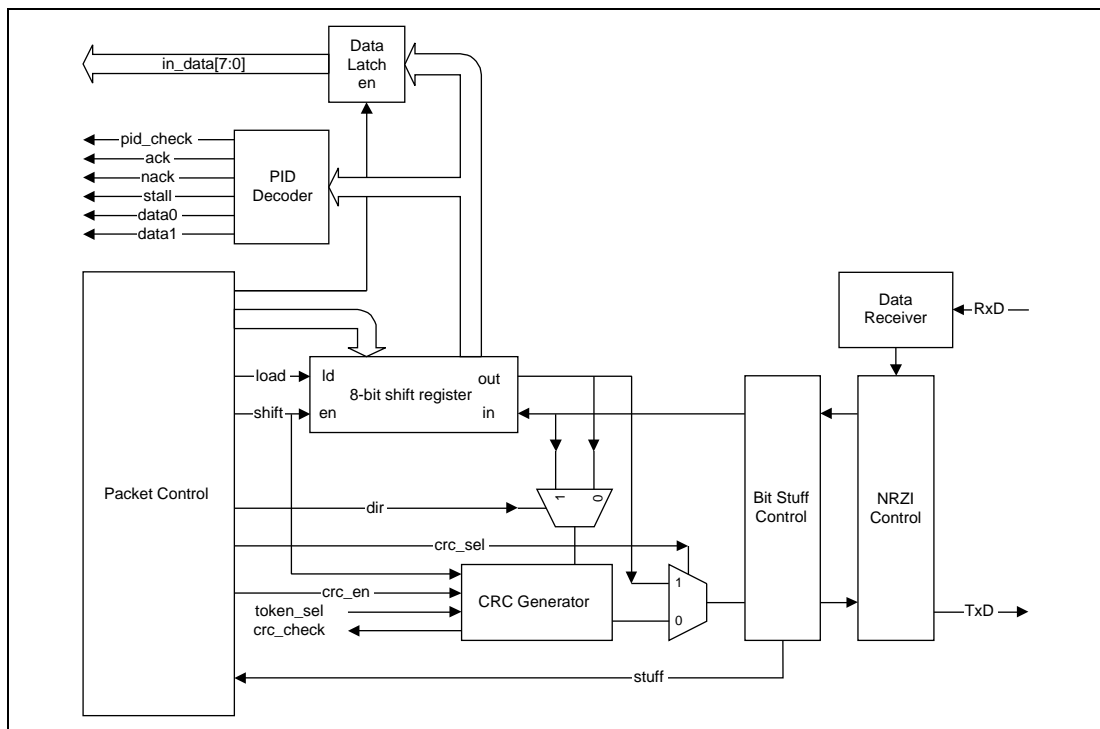 Data
Latch
en
in_data[7:0]
pid_check
ack
nack
stall
data0
data1
PID
Decoder
Data
Receiver
RxD
load
ld
8-bit shift register
out
shift
en
in
Packet Control
dir
1
0
Bit Stuff
Control
NRZI
Control
crc_sel
crc_en
token_sel
crc_check
CRC Generator
1
0
TxD
stuff